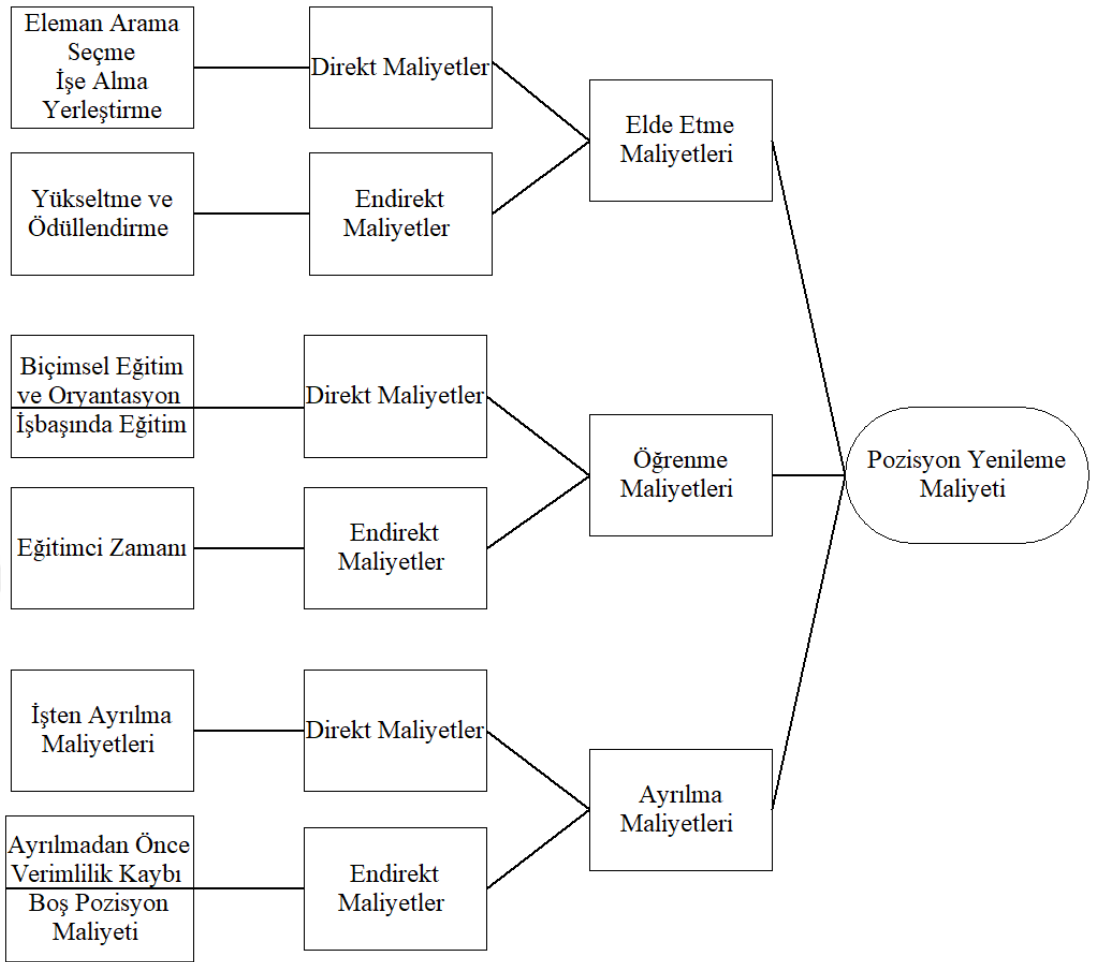 Eleman Arama
Seçme
İşe Alma
Yerleştirme
Direkt Maliyetler
Elde Etme
Maliyetleri
Yükseltme ve
Ödüllendirme
Endirekt
Maliyetler
Biçimsel Eğitim
ve Oryantasyon
İşbaşında Eğitim
Direkt Maliyetler
Öğrenme
Maliyetleri
Pozisyon Yenileme
Maliyeti
Eğitimci Zamanı
Endirekt
Maliyetler
İşten Ayrılma
Maliyetleri
Direkt Maliyetler
Ayrılma
Maliyetleri
Ayrılmadan Önce
Verimlilik Kaybı
Boş Pozisyon
Maliyeti
Endirekt
Maliyetler